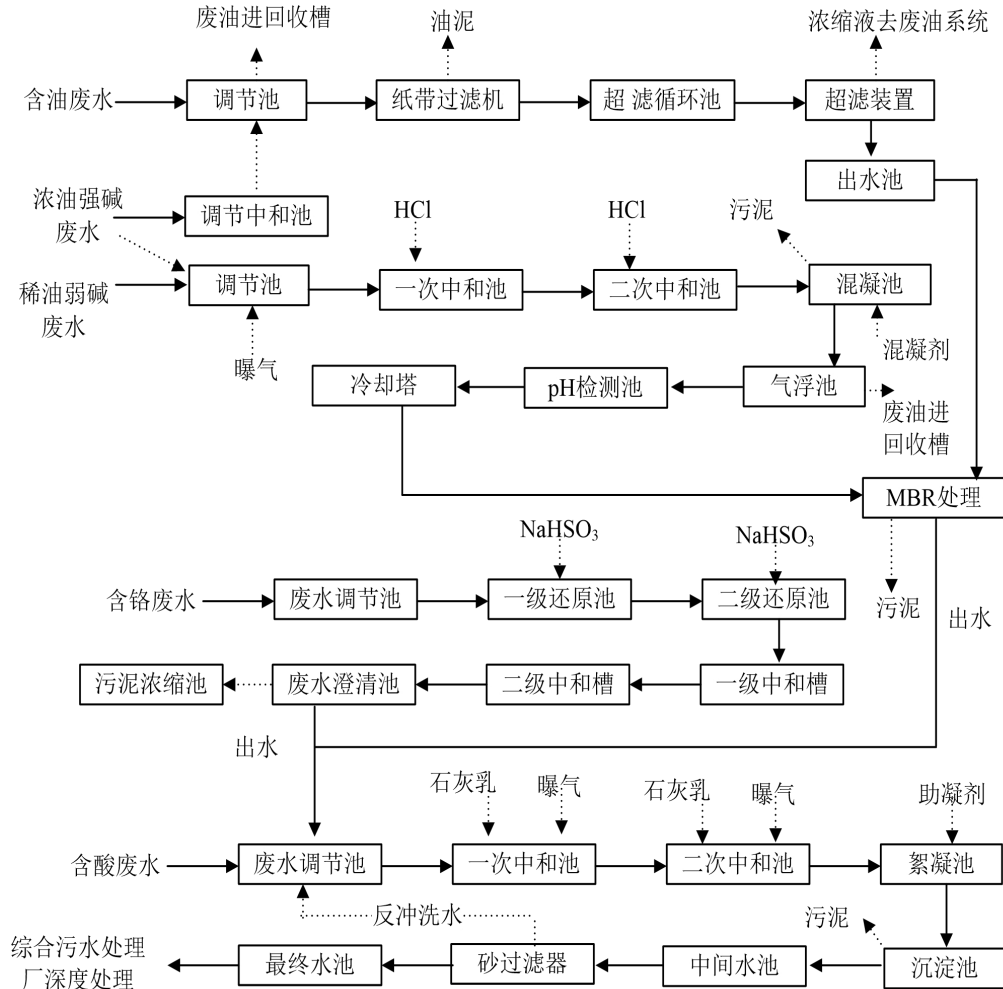 废油进回收槽
油泥
浓缩液去废油系统
含油废水
调节池
纸带过滤机
超 滤循环池
超滤装置
出水池
浓油强碱
废水
调节中和池
HCl
HCl
污泥
稀油弱碱
废水
调节池
一次中和池
二次中和池
混凝池
曝气
混凝剂
冷却塔
pH检测池
气浮池
废油进
回收槽
MBR处理
NaHSO₃
NaHSO₃
含铬废水
废水调节池
一级还原池
二级还原池
污泥
出水
污泥浓缩池
废水澄清池
二级中和槽
一级中和槽
出水
石灰乳
曝气
石灰乳
曝气
助凝剂
含酸废水
废水调节池
一次中和池
二次中和池
絮凝池
反冲洗水
污泥
综合污水处理
厂深度处理
最终水池
砂过滤器
中间水池
沉淀池